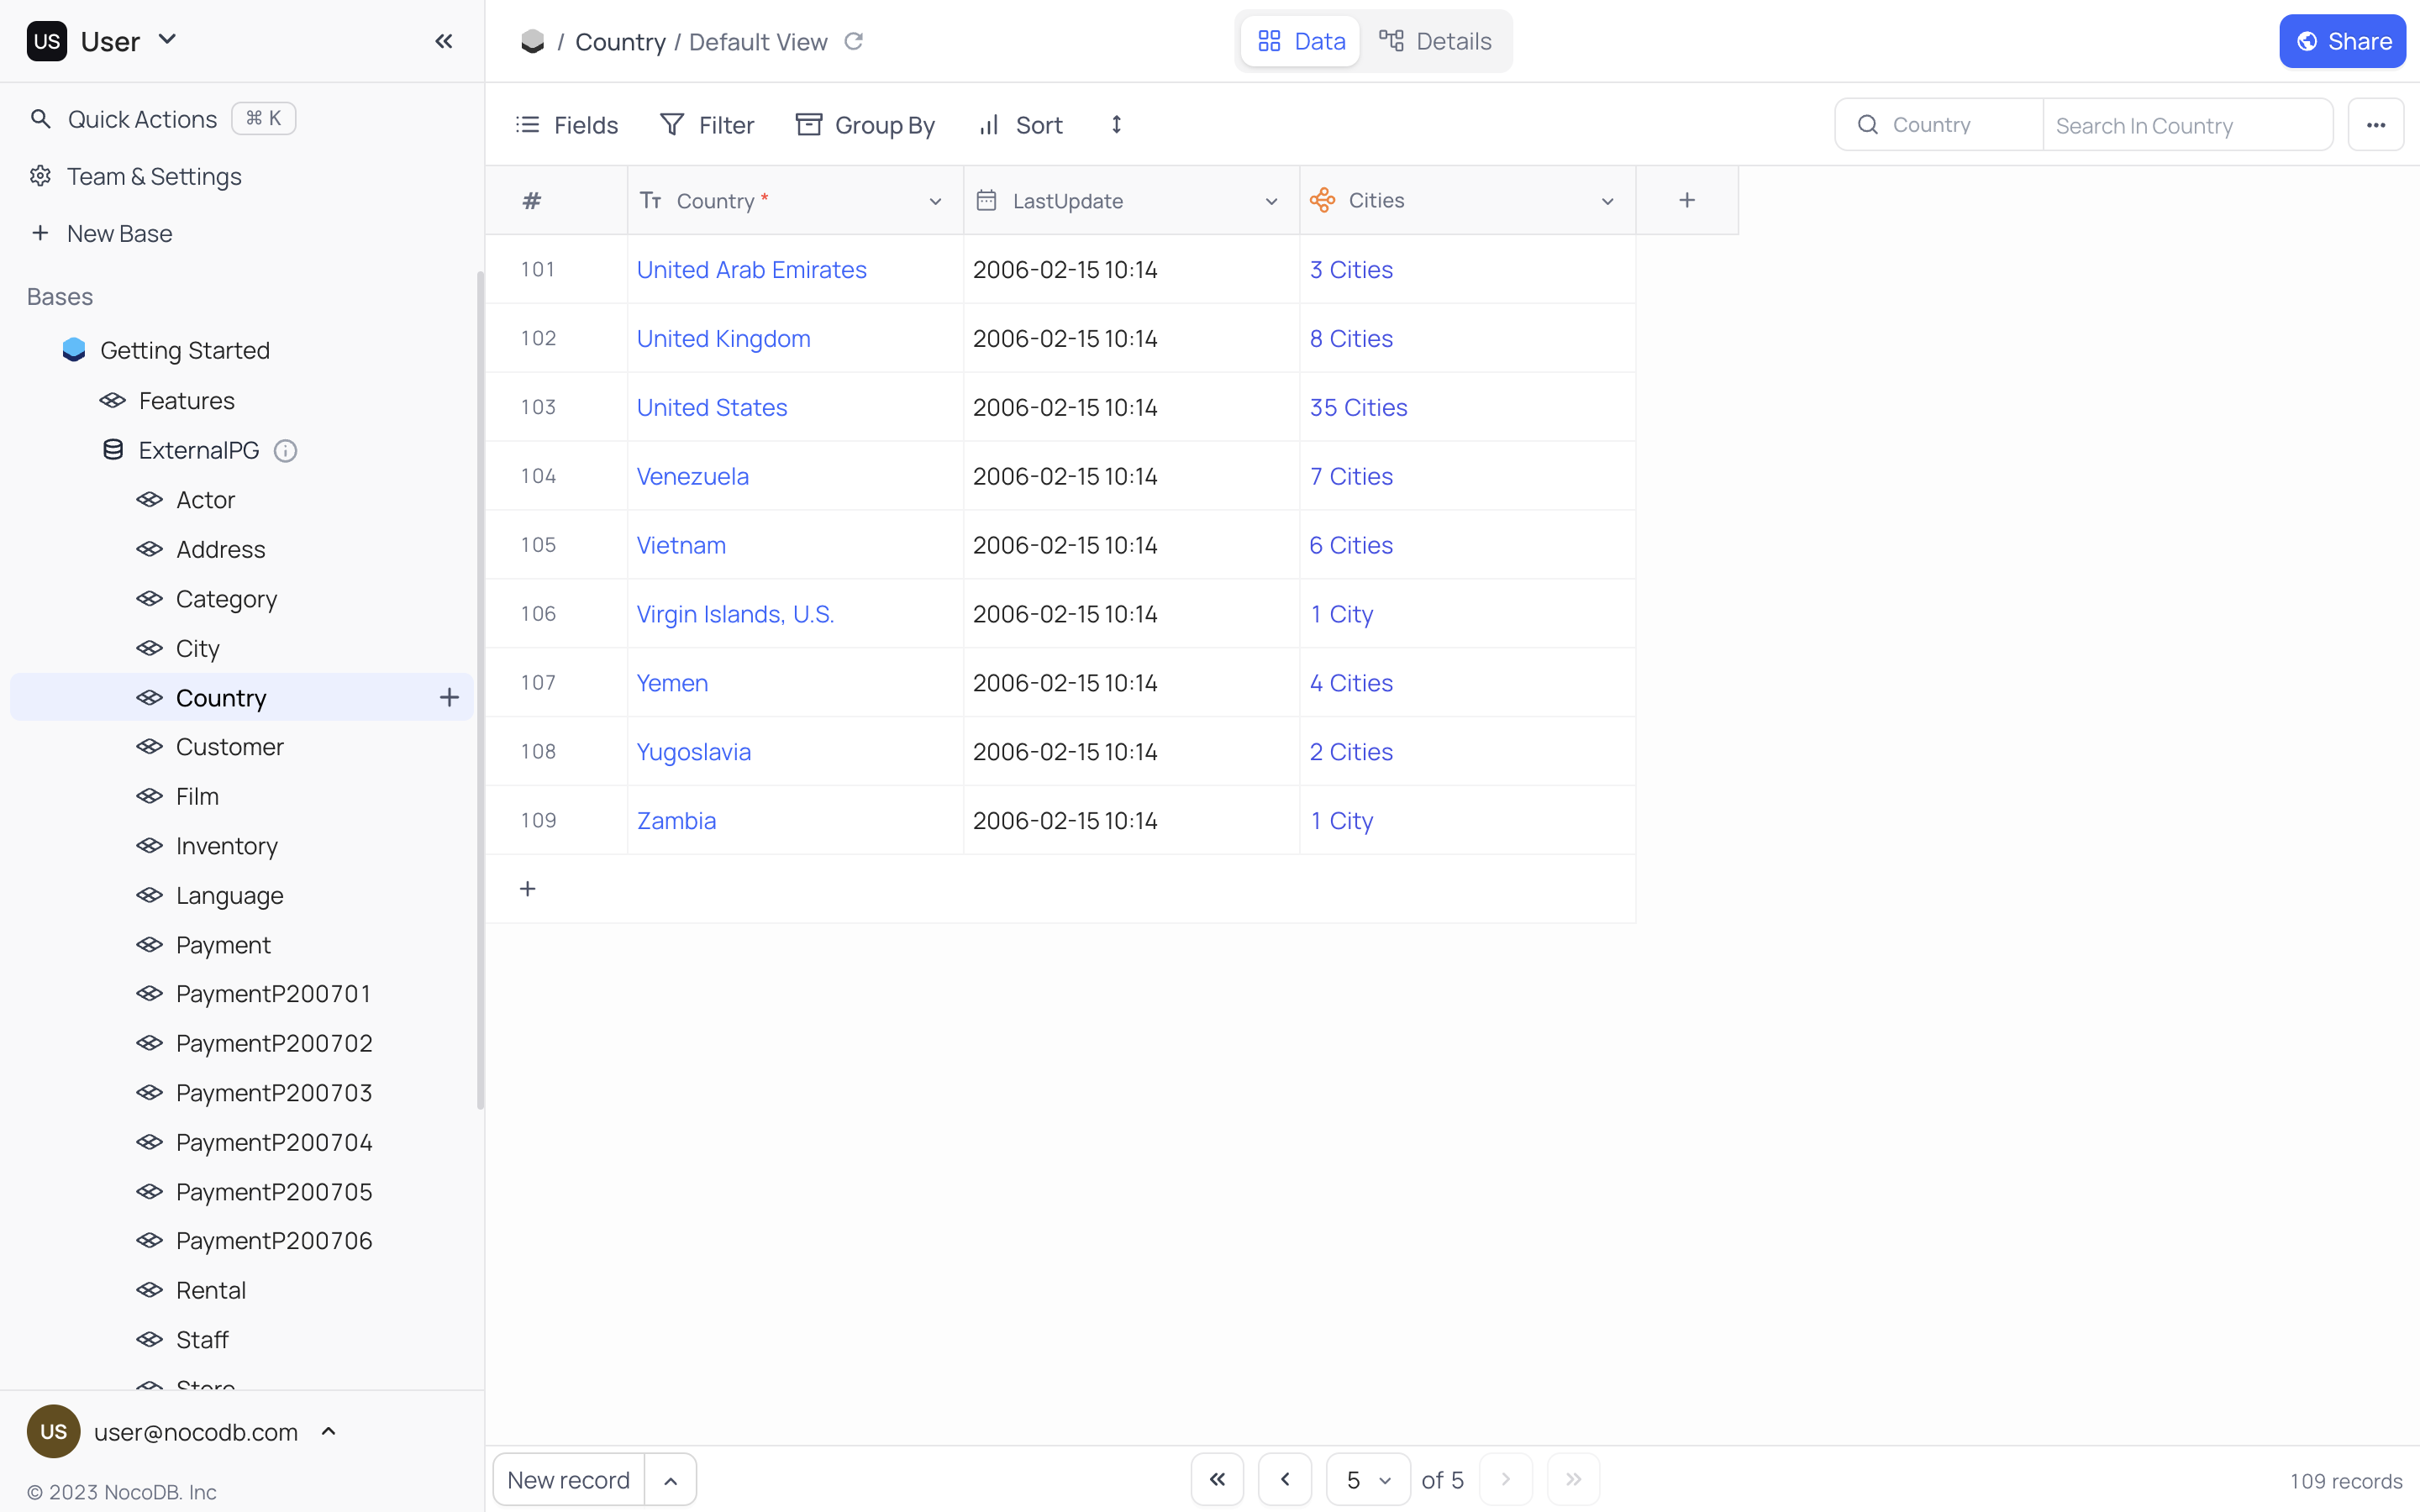 US User
Quick Actions ⌘ K
Team & Settings
+ New Base
Bases
Getting Started
Features
ExternalPG
Actor
Address
Category
City
Country +
Customer
Film
Inventory
Language
Payment
PaymentP200701
PaymentP200702
PaymentP200703
PaymentP200704
PaymentP200705
PaymentP200706
Rental
Staff
Store
US user@nocodb.com
© 2023 NocoDB. Inc
/ Country / Default View
Data Details
Share
Fields Filter Group By Sort
Country Search In Country
# Country * LastUpdate Cities +
101 United Arab Emirates 2006-02-15 10:14 3 Cities
102 United Kingdom 2006-02-15 10:14 8 Cities
103 United States 2006-02-15 10:14 35 Cities
104 Venezuela 2006-02-15 10:14 7 Cities
105 Vietnam 2006-02-15 10:14 6 Cities
106 Virgin Islands, U.S. 2006-02-15 10:14 1 City
107 Yemen 2006-02-15 10:14 4 Cities
108 Yugoslavia 2006-02-15 10:14 2 Cities
109 Zambia 2006-02-15 10:14 1 City
+
New record
5 of 5
109 records